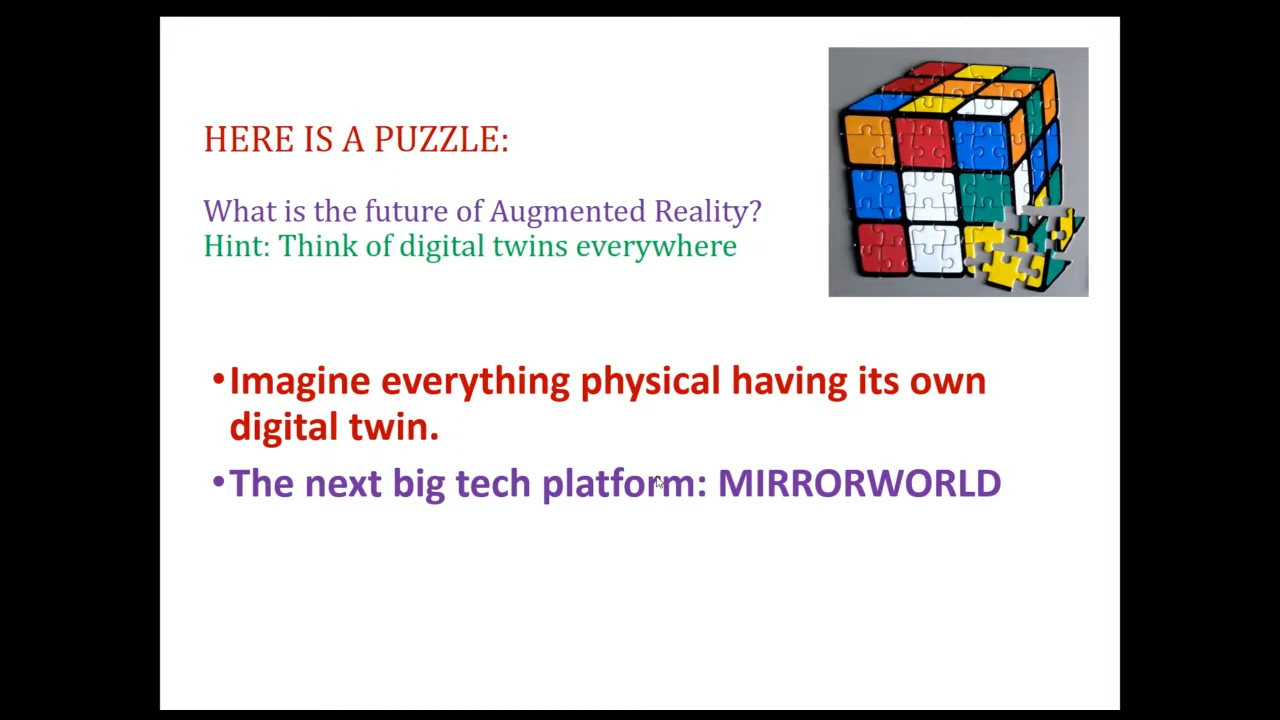 HERE IS A PUZZLE:
What is the future of Augmented Reality?
Hint: Think of digital twins everywhere
•Imagine everything physical having its own
digital twin.
•The next big tech platform: MIRRORWORLD